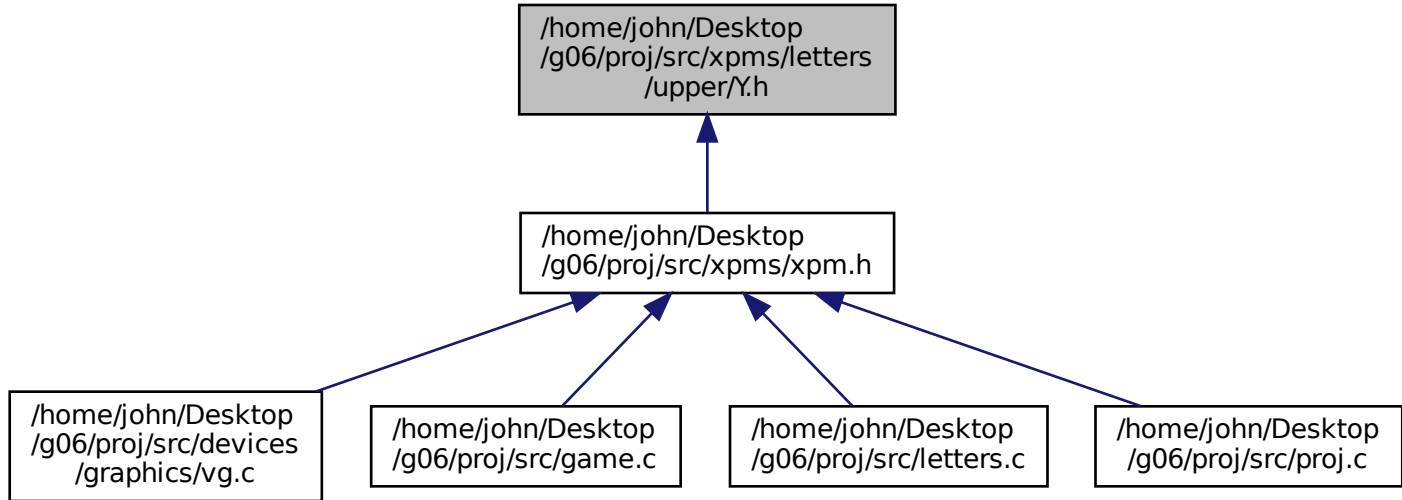 /home/john/Desktop
/g06/proj/src/xpms/letters
/upper/Y.h
/home/john/Desktop
/g06/proj/src/xpms/xpm.h
/home/john/Desktop
/g06/proj/src/devices
/graphics/vg.c
/home/john/Desktop
/g06/proj/src/game.c
/home/john/Desktop
/g06/proj/src/letters.c
/home/john/Desktop
/g06/proj/src/proj.c